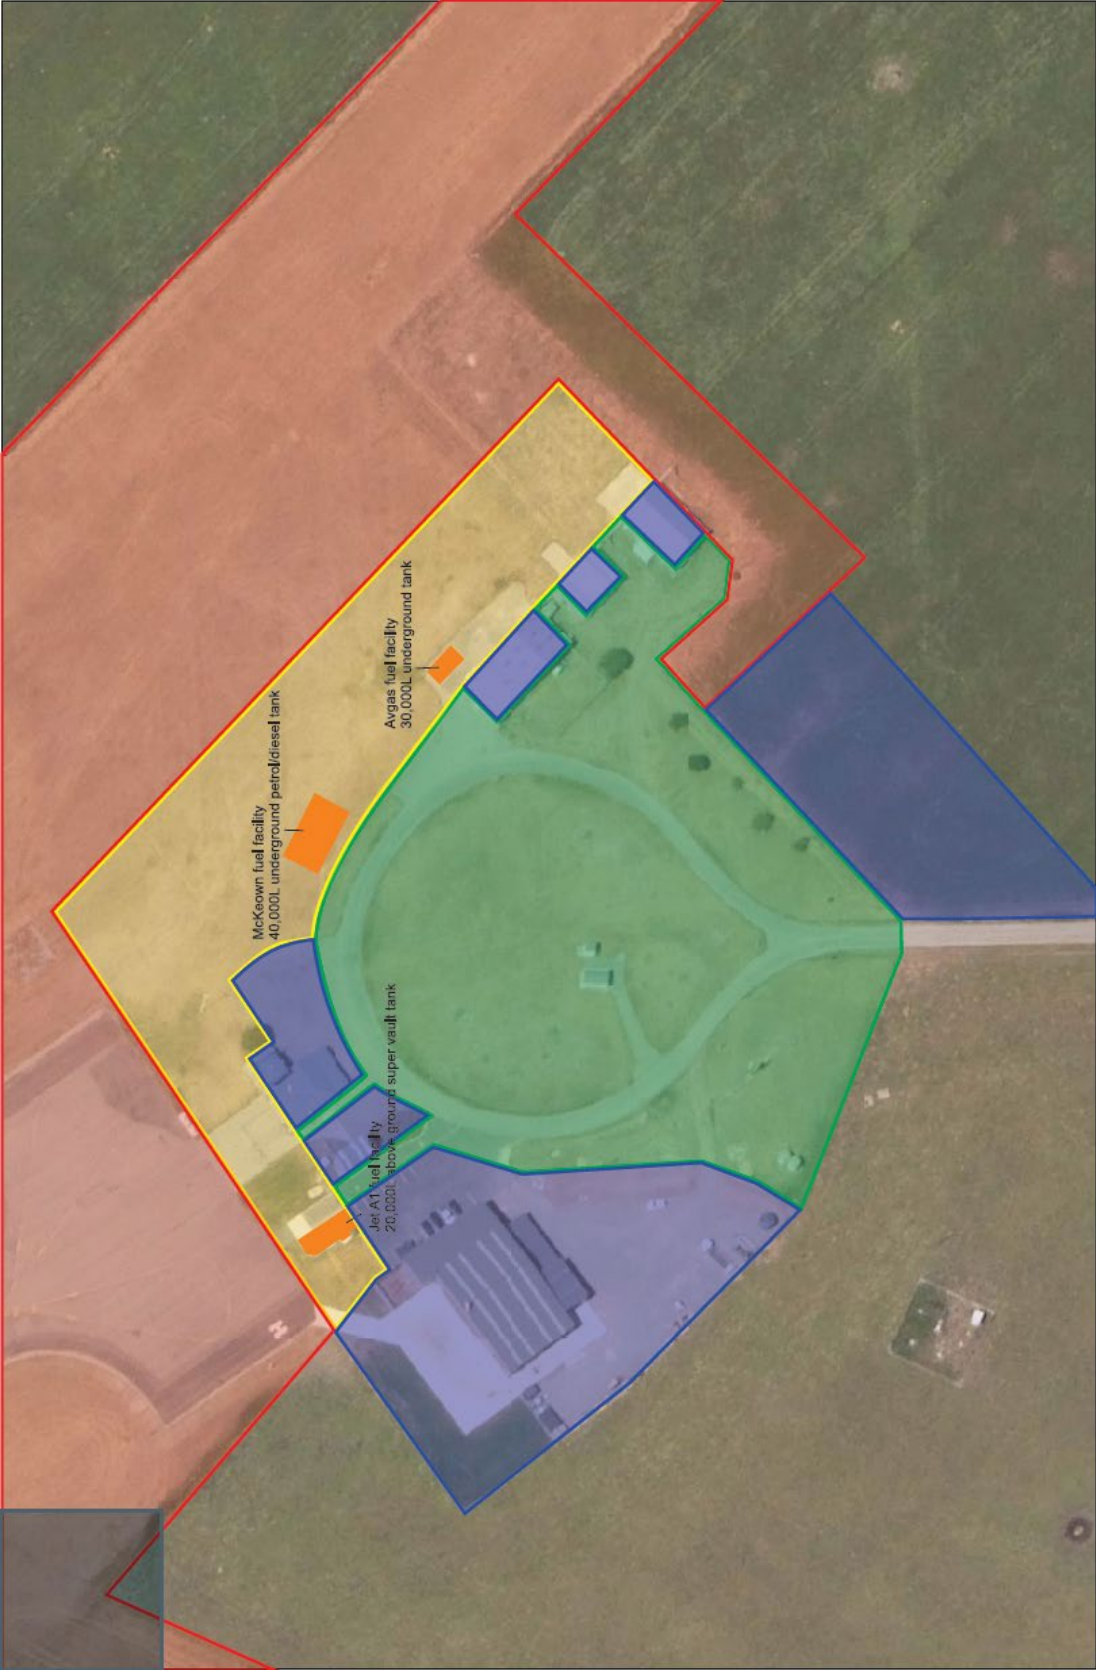 Avgas fuel facility
30,000L underground tank
McKeown fuel facility
40,000L underground petrol/diesel tank
Jet A1 fuel facility
20,000L above ground super vault tank
H